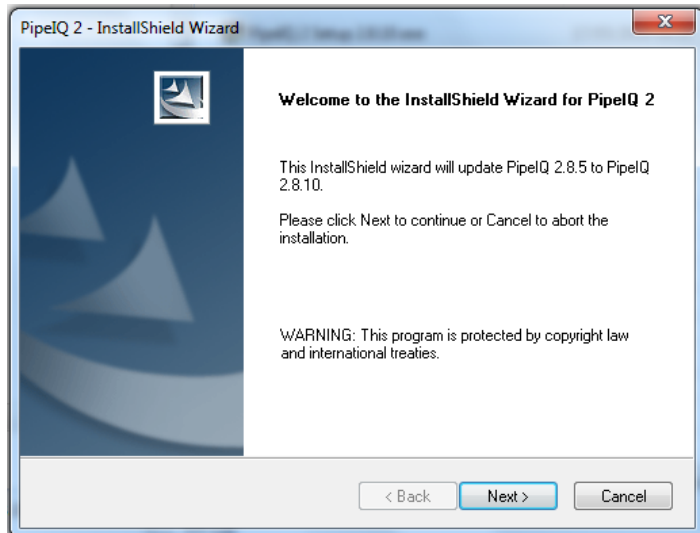 PipeIQ 2 - InstallShield Wizard
Welcome to the InstallShield Wizard for PipeIQ 2
This InstallShield wizard will update PipeIQ 2.8.5 to PipeIQ
2.8.10.
Please click Next to continue or Cancel to abort the
installation.
WARNING: This program is protected by copyright law
and international treaties.
< Back
Next >
Cancel